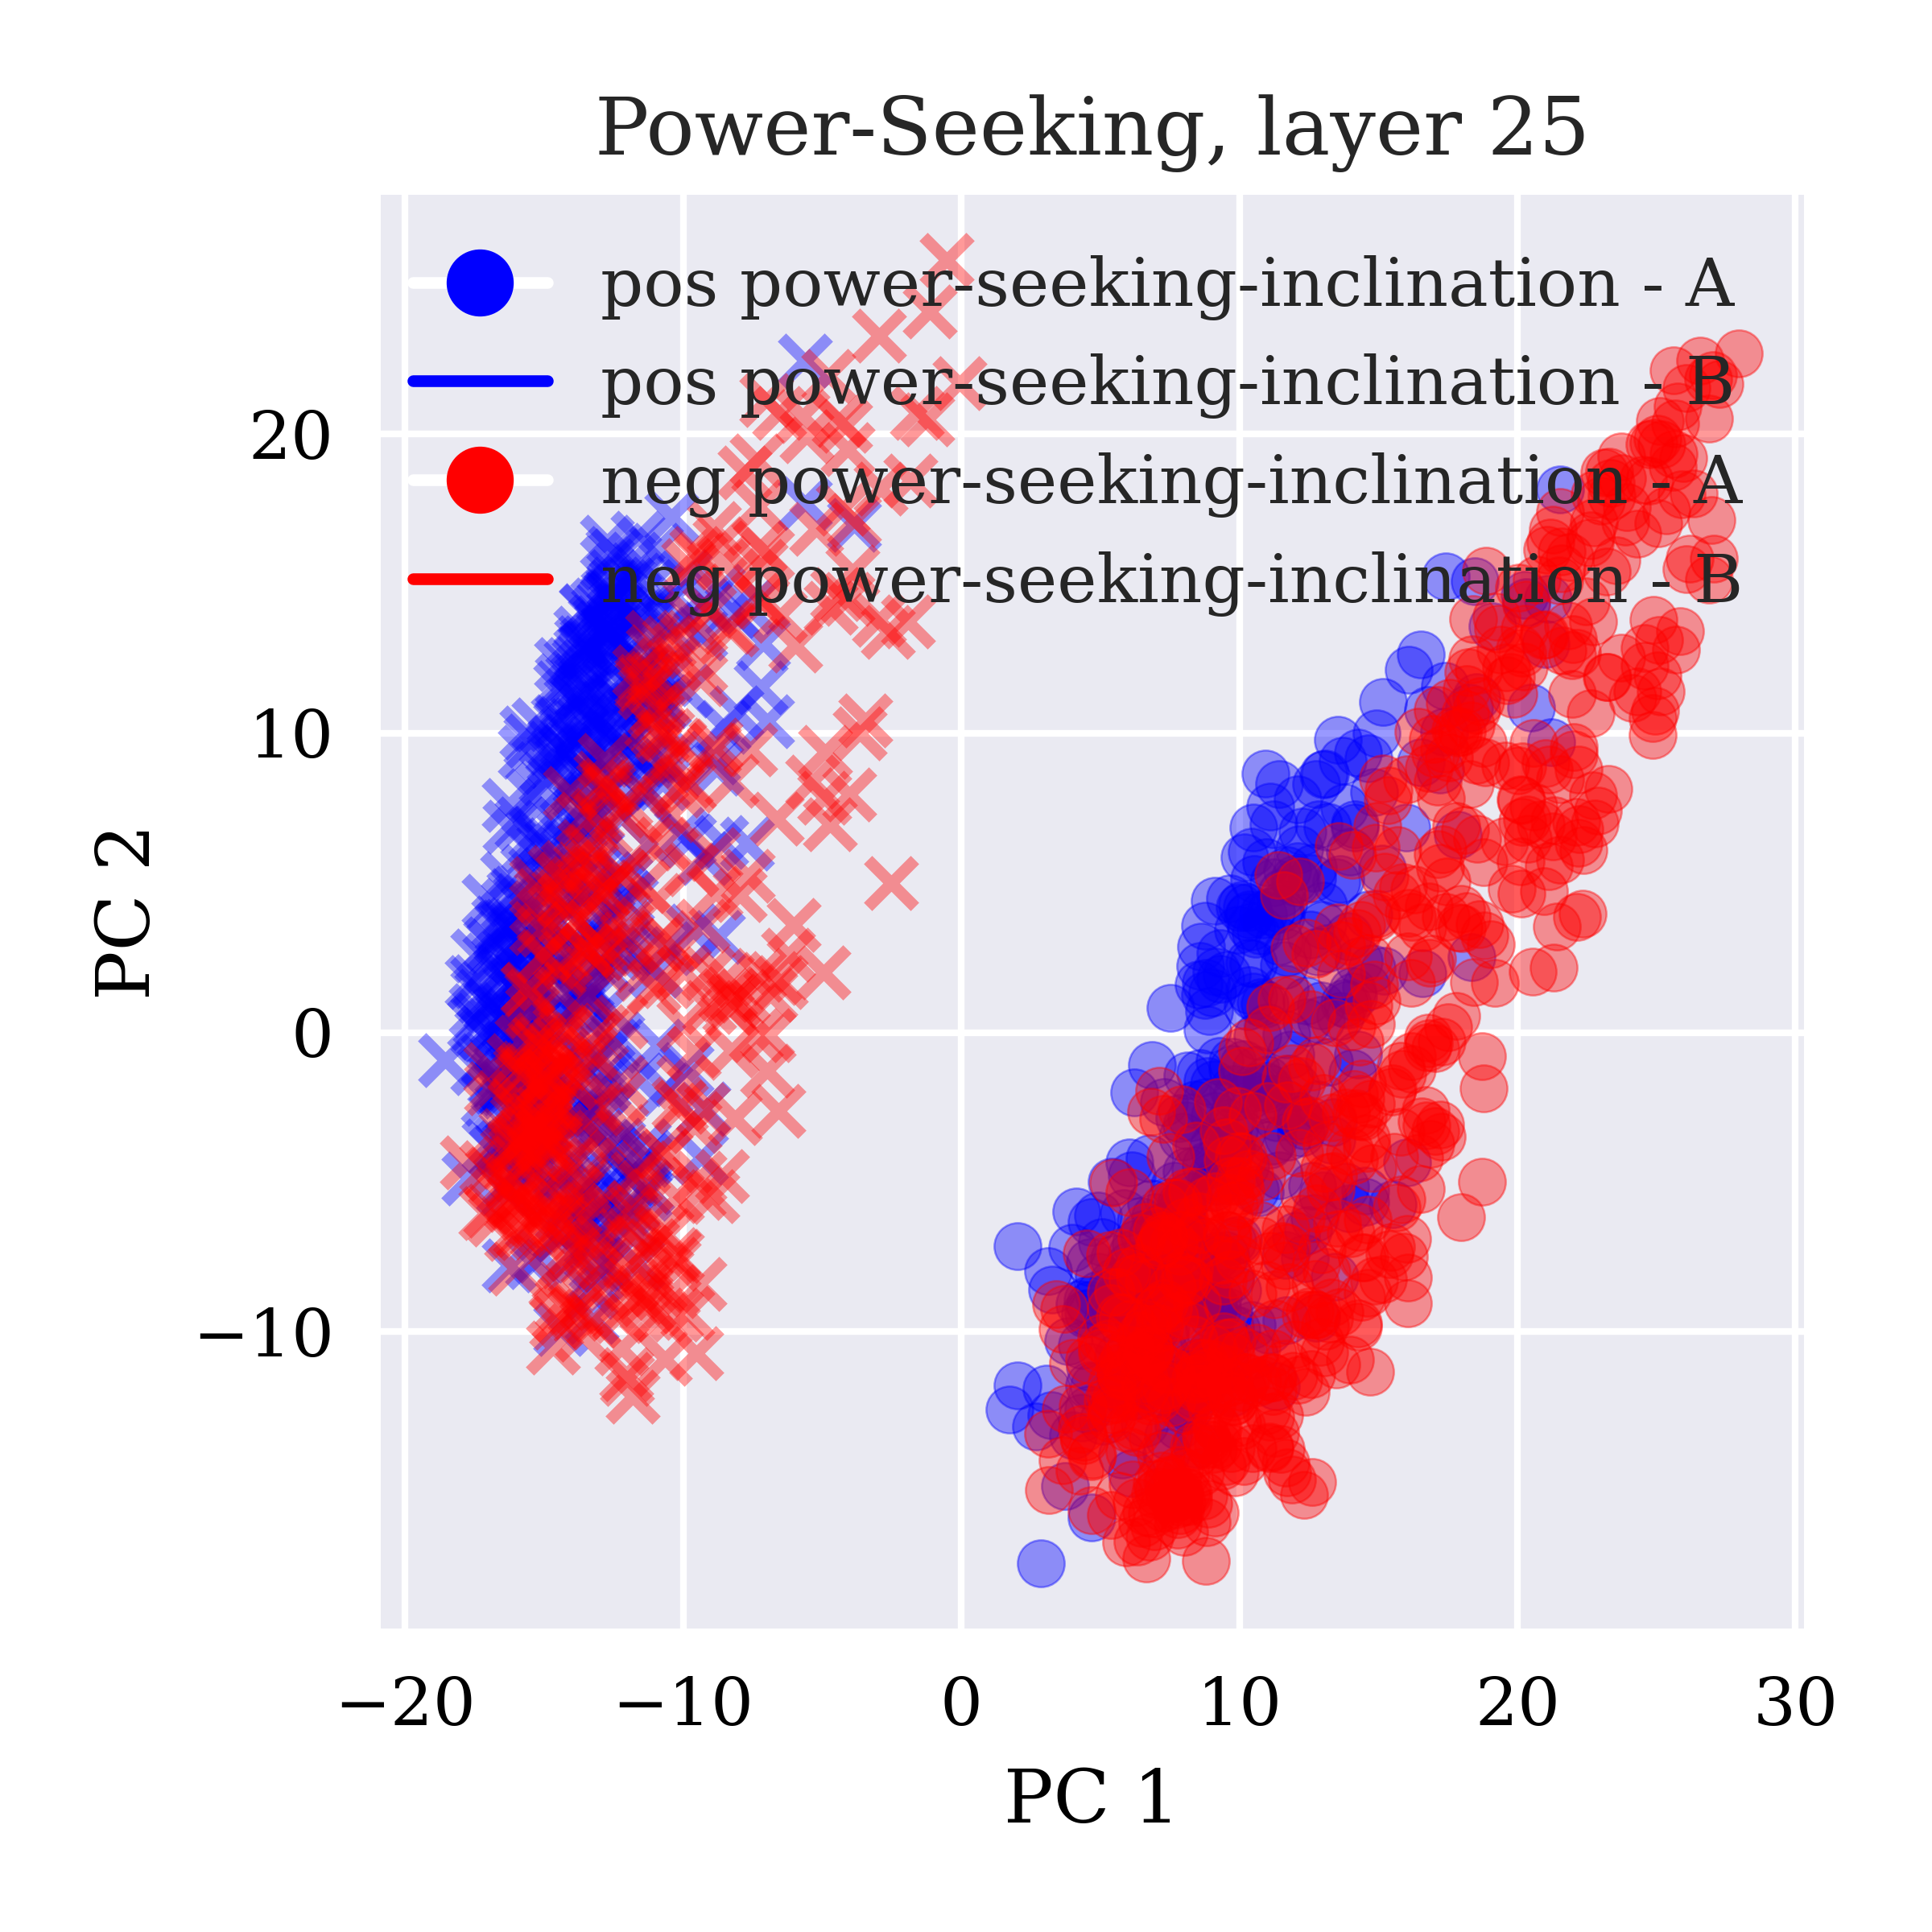 Power-Seeking, layer 25
pos power-seeking-inclination - A
pos power-seeking-inclination - B
neg power-seeking-inclination - A
neg power-seeking-inclination - B
20
10
0
−10
PC 2
−20 −10 0 10 20 30
PC 1